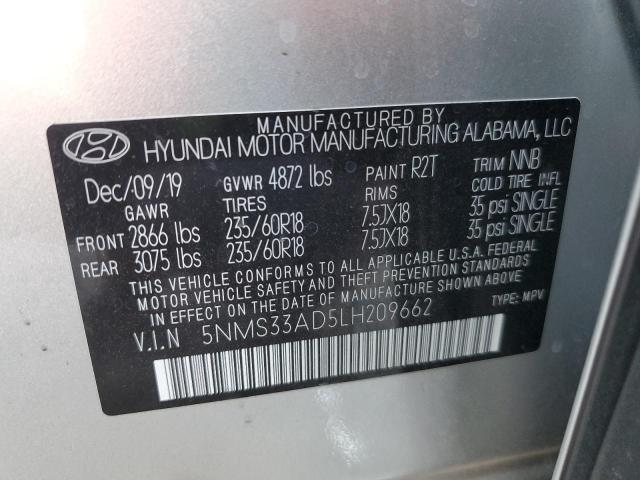 MANUFACTURED BY
HYUNDAI MOTOR MANUFACTURING ALABAMA, LLC
Dec/09/19 GVWR 4872 lbs PAINT R2T TRIM NNB
GAWR TIRES RIMS COLD TIRE INFL
FRONT 2866 lbs 235/60R18 7.5JX18 35 psi SINGLE
REAR 3075 lbs 235/60R18 7.5JX18 35 psi SINGLE
THIS VEHICLE CONFORMS TO ALL APPLICABLE U.S.A. FEDERAL
MOTOR VEHICLE SAFETY AND THEFT PREVENTION STANDARDS
IN EFFECT ON THE DATE OF MANUFACTURE SHOWN ABOVE.
V.I.N 5NMS33AD5LH209662 TYPE: MPV